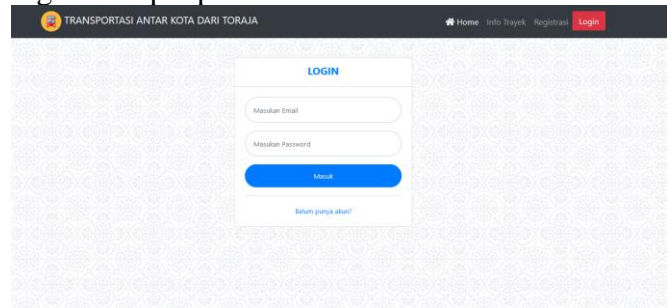 TRANSPORTASI ANTAR KOTA DARI TORAJA
Home Info Trayek Registrasi Login
LOGIN
Masukan Email
Masukan Password
Masuk
Belum punya akun?